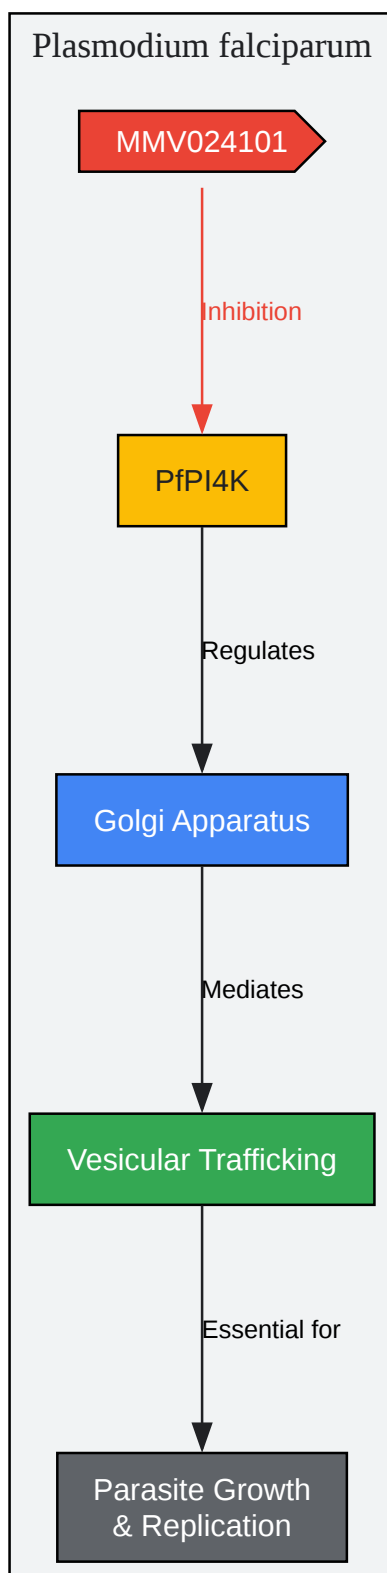 Plasmodium falciparum
MMV024101
Inhibition
PfPI4K
Regulates
Golgi Apparatus
Mediates
Vesicular Trafficking
Essential for
Parasite Growth
& Replication